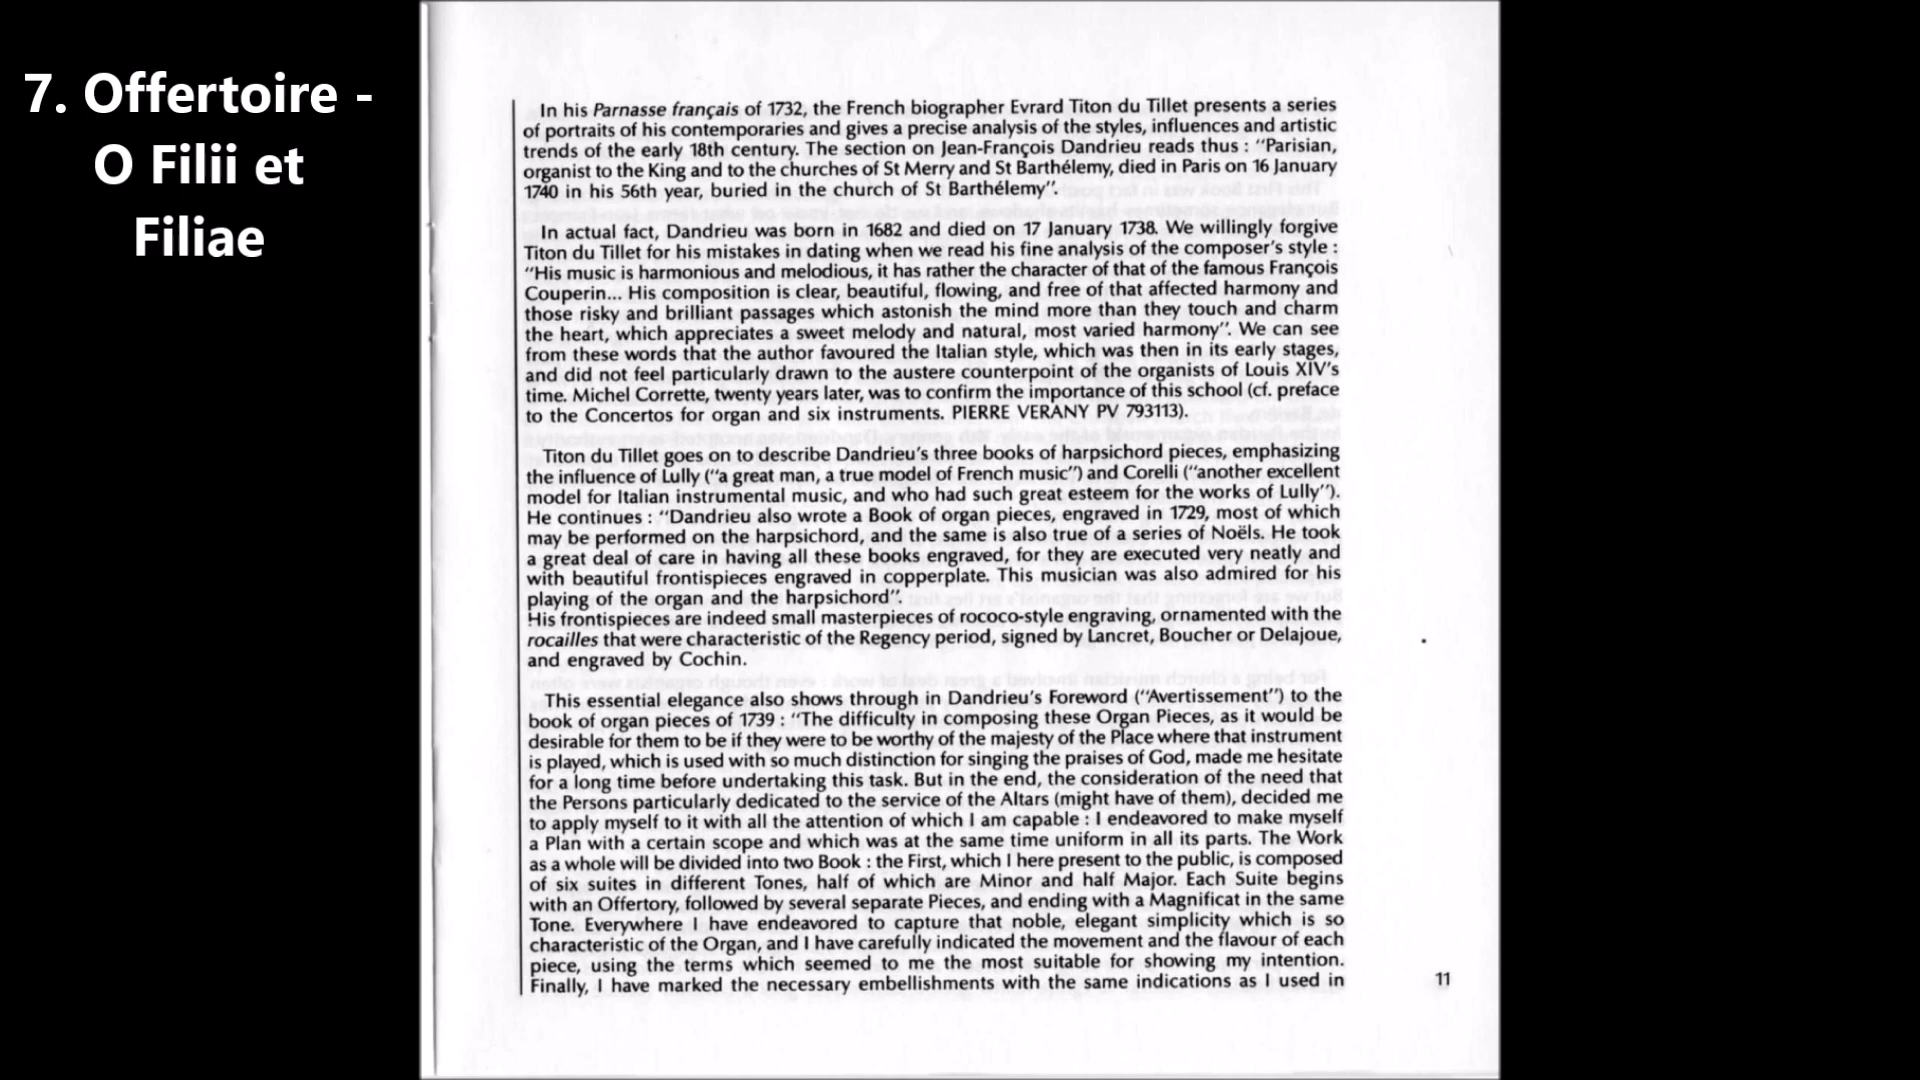 7. Offertoire -
O Filii et
Filiae
In his Parnasse français of 1732, the French biographer Evrard Titon du Tillet presents a series
of portraits of his contemporaries and gives a precise analysis of the styles, influences and artistic
trends of the early 18th century. The section on Jean-François Dandrieu reads thus : "Parisian,
organist to the King and to the churches of St Merry and St Barthélemy, died in Paris on 16 January
1740 in his 56th year, buried in the church of St Barthélemy".
In actual fact, Dandrieu was born in 1682 and died on 17 January 1738. We willingly forgive
Titon du Tillet for his mistakes in dating when we read his fine analysis of the composer's style :
"His music is harmonious and melodious, it has rather the character of that of the famous François
Couperin... His composition is clear, beautiful, flowing, and free of that affected harmony and
those risky and brilliant passages which astonish the mind more than they touch and charm
the heart, which appreciates a sweet melody and natural, most varied harmony". We can see
from these words that the author favoured the Italian style, which was then in its early stages,
and did not feel particularly drawn to the austere counterpoint of the organists of Louis XIV's
time. Michel Corrette, twenty years later, was to confirm the importance of this school (cf. preface
to the Concertos for organ and six instruments. PIERRE VERANY PV 793113).
Titon du Tillet goes on to describe Dandrieu's three books of harpsichord pieces, emphasizing
the influence of Lully ("a great man, a true model of French music") and Corelli ("another excellent
model for Italian instrumental music, and who had such great esteem for the works of Lully").
He continues : "Dandrieu also wrote a Book of organ pieces, engraved in 1729, most of which
may be performed on the harpsichord, and the same is also true of a series of Noëls. He took
a great deal of care in having all these books engraved, for they are executed very neatly and
with beautiful frontispieces engraved in copperplate. This musician was also admired for his
playing of the organ and the harpsichord".
His frontispieces are indeed small masterpieces of rococo-style engraving, ornamented with the
rocailles that were characteristic of the Regency period, signed by Lancret, Boucher or Delajoue,
and engraved by Cochin.
This essential elegance also shows through in Dandrieu's Foreword ("Avertissement") to the
book of organ pieces of 1739 : "The difficulty in composing these Organ Pieces, as it would be
desirable for them to be if they were to be worthy of the majesty of the Place where that instrument
is played, which is used with so much distinction for singing the praises of God, made me hesitate
for a long time before undertaking this task. But in the end, the consideration of the need that
the Persons particularly dedicated to the service of the Altars (might have of them), decided me
to apply myself to it with all the attention of which I am capable : I endeavored to make myself
a Plan with a certain scope and which was at the same time uniform in all its parts. The Work
as a whole will be divided into two Book : the First, which I here present to the public, is composed
of six suites in different Tones, half of which are Minor and half Major. Each Suite begins
with an Offertory, followed by several separate Pieces, and ending with a Magnificat in the same
Tone. Everywhere I have endeavored to capture that noble, elegant simplicity which is so
characteristic of the Organ, and I have carefully indicated the movement and the flavour of each
piece, using the terms which seemed to me the most suitable for showing my intention.
Finally, I have marked the necessary embellishments with the same indications as I used in
11